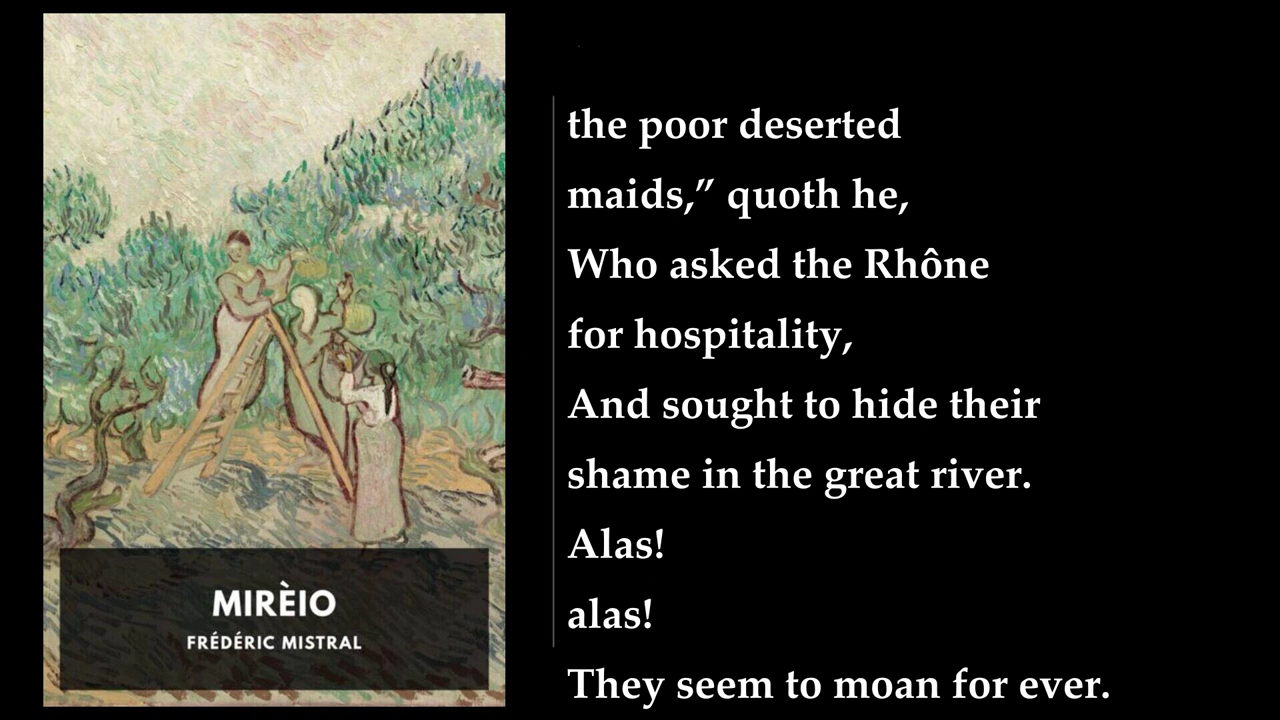 MIRÈIO
FRÉDÉRIC MISTRAL
the poor deserted
maids,” quoth he,
Who asked the Rhône
for hospitality,
And sought to hide their
shame in the great river.
Alas!
alas!
They seem to moan for ever.